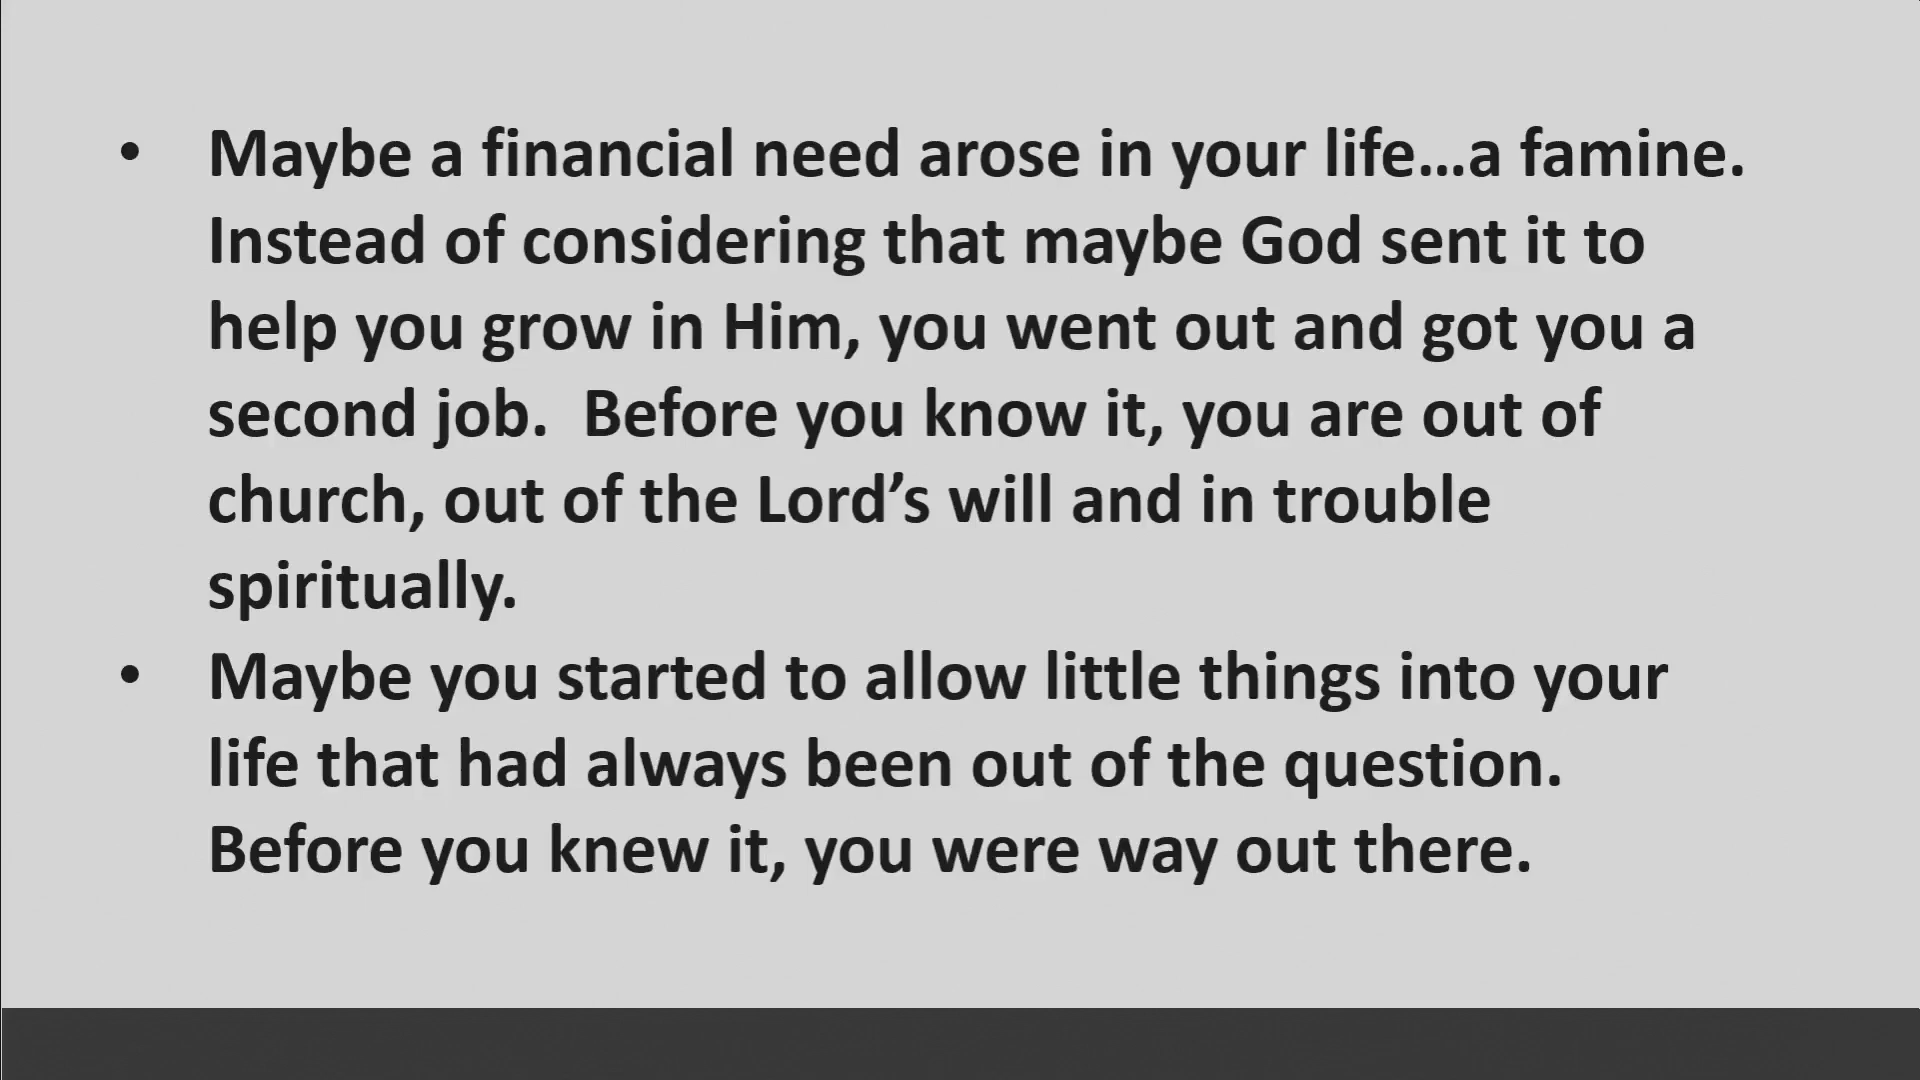 • Maybe a financial need arose in your life...a famine.
Instead of considering that maybe God sent it to
help you grow in Him, you went out and got you a
second job.  Before you know it, you are out of
church, out of the Lord’s will and in trouble
spiritually.
• Maybe you started to allow little things into your
life that had always been out of the question.
Before you knew it, you were way out there.